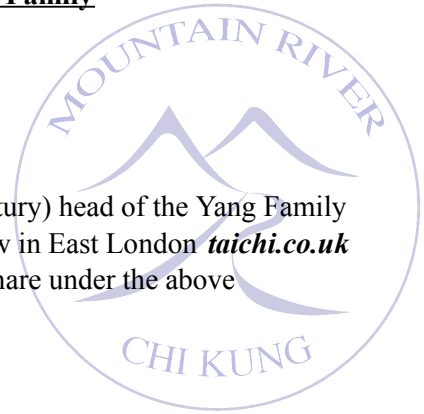 Family
MOUNTAIN RIVER
tury) head of the Yang Family
w in East London taichi.co.uk
hare under the above
CHI KUNG